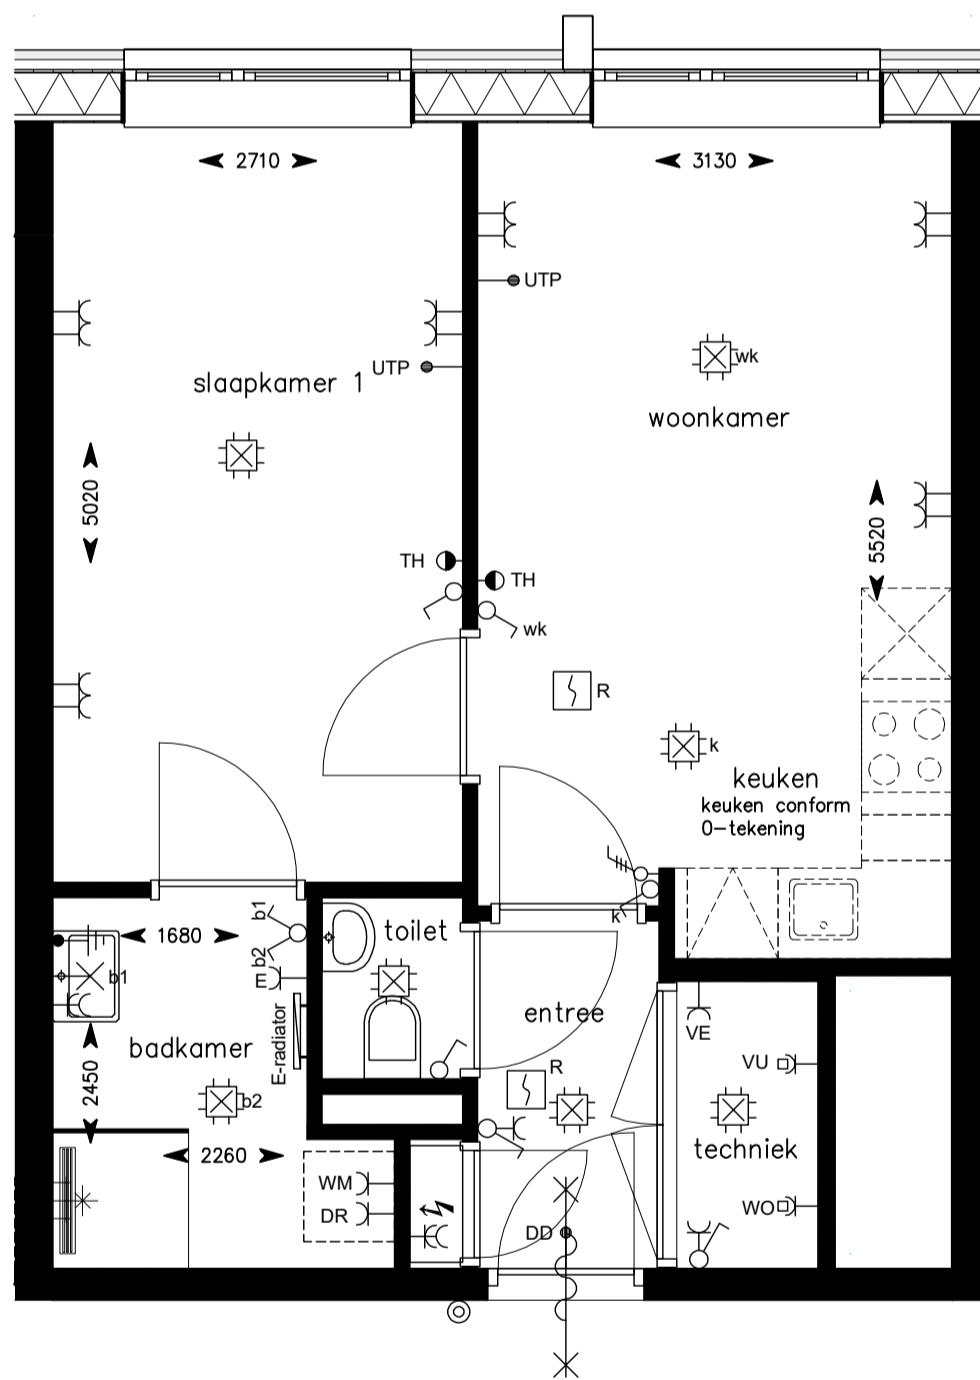 2710
3130
UTP
UTP
wk
slaapkamer 1
woonkamer
5020
5520
TH
TH
wk
R
k
keuken
keuken conform
0-tekening
k
b1
1680
b2
toilet
b1
E
entree
VE
E-radiator
badkamer
2450
R
VU
b2
techniek
2260
WM
DR
WO
DD